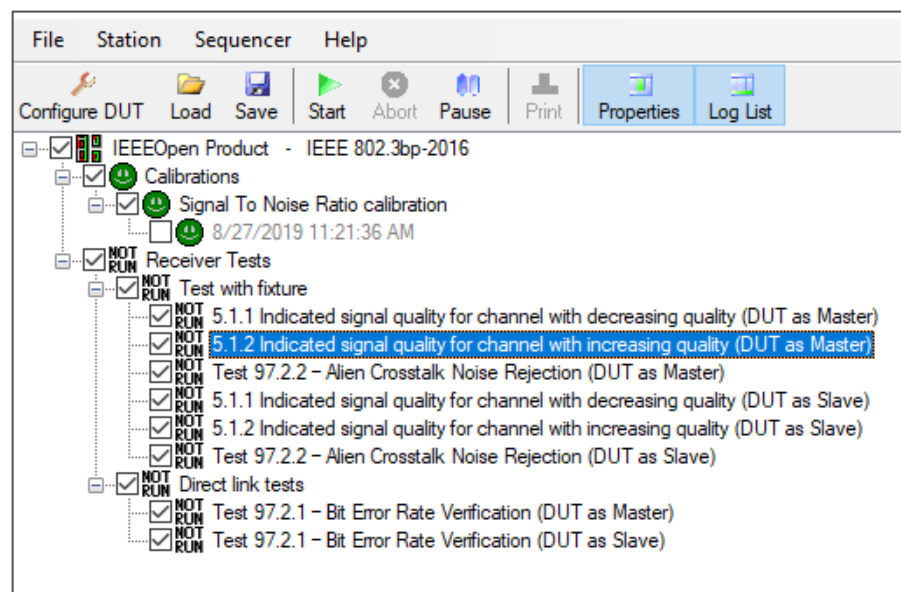 File Station Sequencer Help
Configure DUT Load Save Start Abort Pause Print Properties Log List
IEEEOpen Product - IEEE 802.3bp-2016
Calibrations
Signal To Noise Ratio calibration
8/27/2019 11:21:36 AM
NOT RUN Receiver Tests
NOT RUN Test with fixture
NOT RUN 5.1.1 Indicated signal quality for channel with decreasing quality (DUT as Master)
NOT RUN 5.1.2 Indicated signal quality for channel with increasing quality (DUT as Master)
NOT RUN Test 97.2.2 – Alien Crosstalk Noise Rejection (DUT as Master)
NOT RUN 5.1.1 Indicated signal quality for channel with decreasing quality (DUT as Slave)
NOT RUN 5.1.2 Indicated signal quality for channel with increasing quality (DUT as Slave)
NOT RUN Test 97.2.2 – Alien Crosstalk Noise Rejection (DUT as Slave)
NOT RUN Direct link tests
NOT RUN Test 97.2.1 – Bit Error Rate Verification (DUT as Master)
NOT RUN Test 97.2.1 – Bit Error Rate Verification (DUT as Slave)